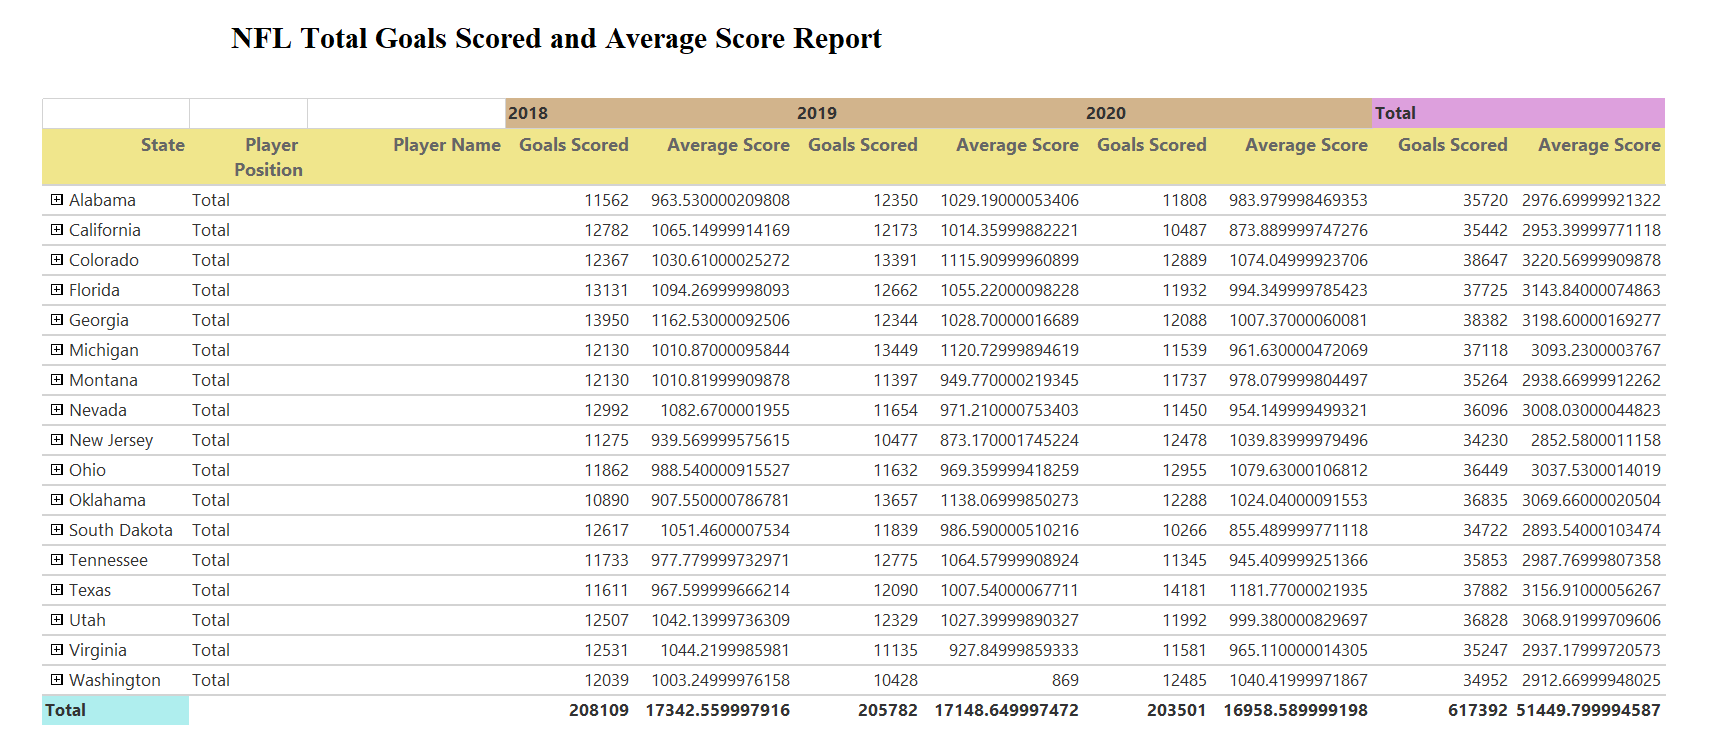 NFL Total Goals Scored and Average Score Report
2018 2019 2020 Total
State Player Position Player Name Goals Scored Average Score Goals Scored Average Score Goals Scored Average Score Goals Scored Average Score
Alabama Total 11562 963.530000209808 12350 1029.19000053406 11808 983.979998469353 35720 2976.69999921322
California Total 12782 1065.14999914169 12173 1014.35999882221 10487 873.889999747276 35442 2953.39999771118
Colorado Total 12367 1030.61000025272 13391 1115.90999960899 12889 1074.04999923706 38647 3220.56999909878
Florida Total 13131 1094.26999998093 12662 1055.22000098228 11932 994.349999785423 37725 3143.84000074863
Georgia Total 13950 1162.53000092506 12344 1028.70000016689 12088 1007.37000060081 38382 3198.60000169277
Michigan Total 12130 1010.87000095844 13449 1120.72999894619 11539 961.630000472069 37118 3093.2300003767
Montana Total 12130 1010.81999909878 11397 949.770000219345 11737 978.079999804497 35264 2938.66999912262
Nevada Total 12992 1082.6700001955 11654 971.210000753403 11450 954.149999499321 36096 3008.03000044823
New Jersey Total 11275 939.569999575615 10477 873.170001745224 12478 1039.83999979496 34230 2852.5800011158
Ohio Total 11862 988.540000915527 11632 969.359999418259 12955 1079.63000106812 36449 3037.5300014019
Oklahoma Total 10890 907.550000786781 13657 1138.06999850273 12288 1024.04000091553 36835 3069.66000020504
South Dakota Total 12617 1051.4600007534 11839 986.590000510216 10266 855.489999771118 34722 2893.54000103474
Tennessee Total 11733 977.779999732971 12775 1064.57999908924 11345 945.409999251366 35853 2987.76999807358
Texas Total 11611 967.599999666214 12090 1007.54000067711 14181 1181.77000021935 37882 3156.91000056267
Utah Total 12507 1042.13999736309 12329 1027.39999890327 11992 999.380000829697 36828 3068.91999709606
Virginia Total 12531 1044.2199985981 11135 927.84999859333 11581 965.110000014305 35247 2937.17999720573
Washington Total 12039 1003.24999976158 10428 869 12485 1040.41999971867 34952 2912.66999948025
Total 208109 17342.559997916 205782 17148.649997472 203501 16958.589999198 617392 51449.799994587